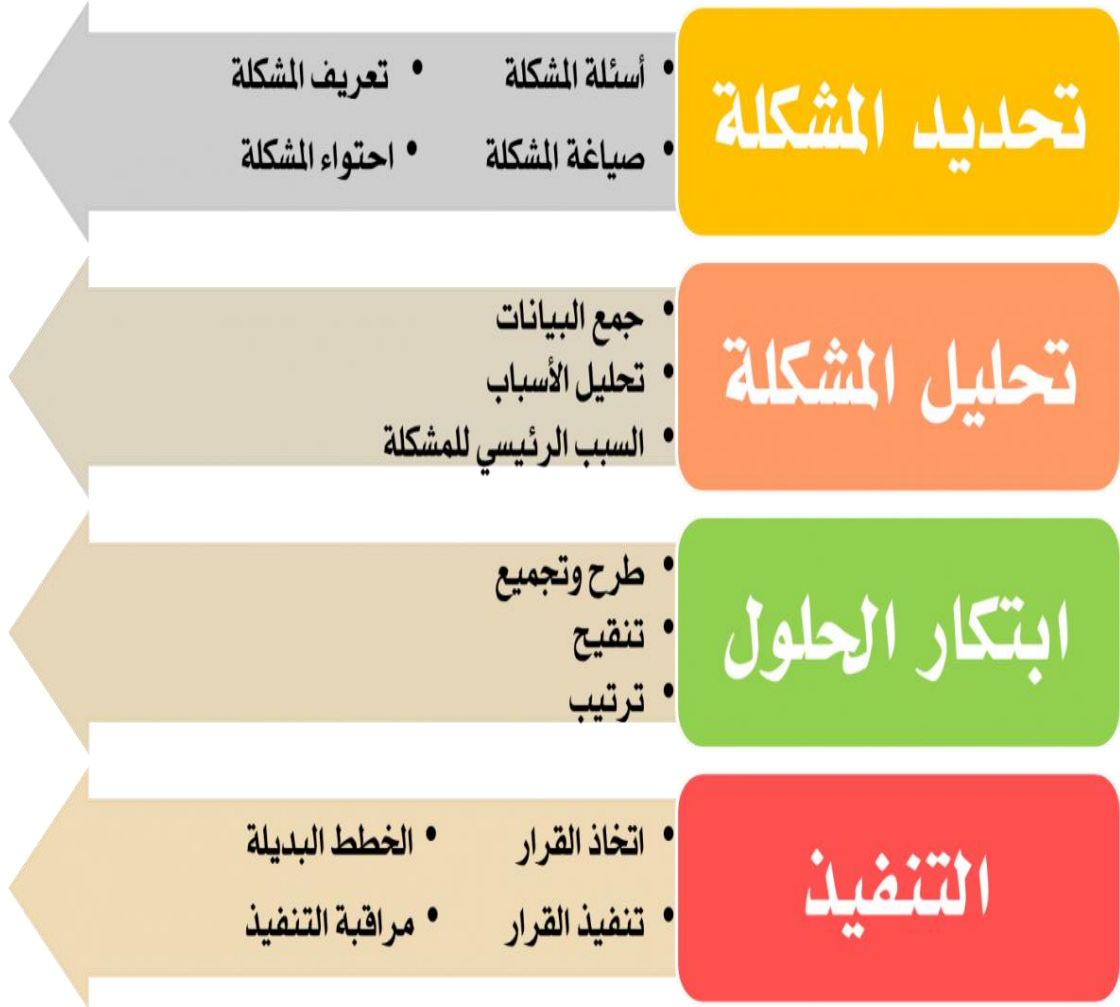 تحديد المشكلة
• أسئلة المشكلة • تعريف المشكلة
• صياغة المشكلة • احتواء المشكلة
تحليل المشكلة
• جمع البيانات
• تحليل الأسباب
• السبب الرئيسي للمشكلة
ابتكار الحلول
• طرح وتجميع
• تنقيح
• ترتيب
التنفيذ
• اتخاذ القرار • الخطط البديلة
• تنفيذ القرار • مراقبة التنفيذ